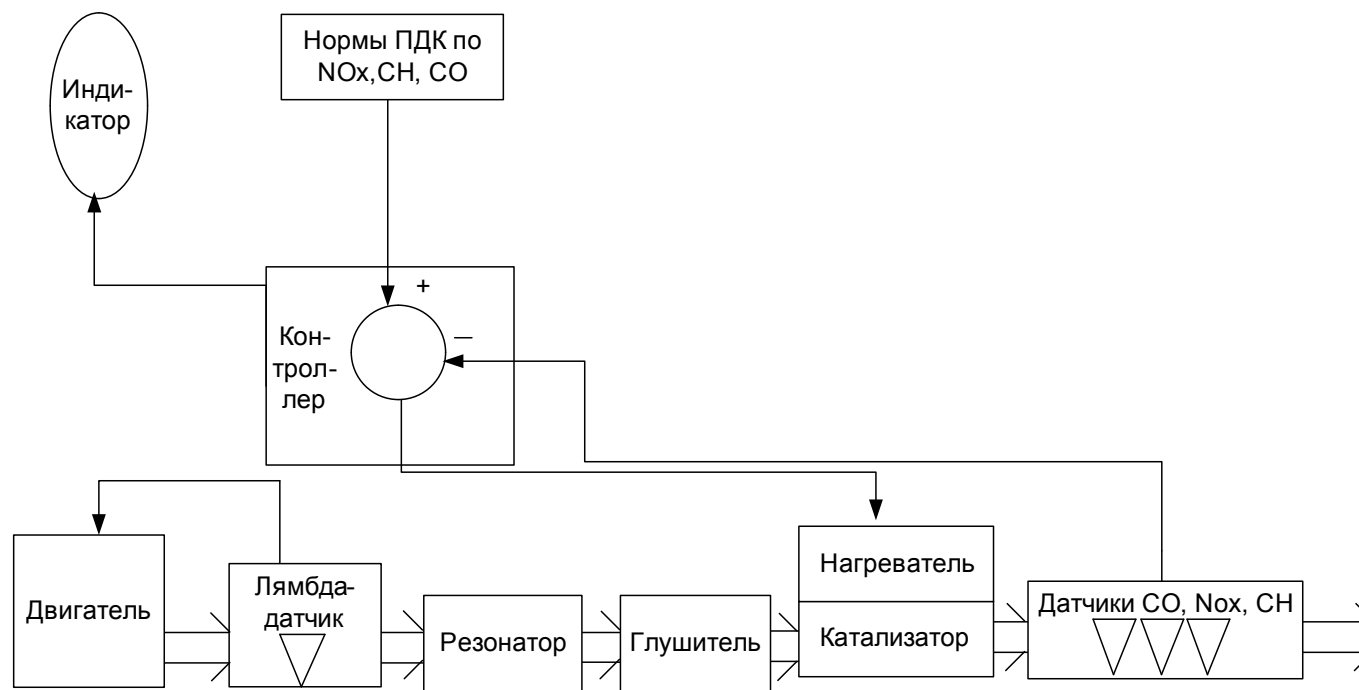 Нормы ПДК по
NOx,CH, CO
Инди-
катор
+
—
Кон-
трол-
лер
Двигатель
Лямбда-
датчик
Резонатор
Глушитель
Нагреватель
Катализатор
Датчики CO, Nox, CH